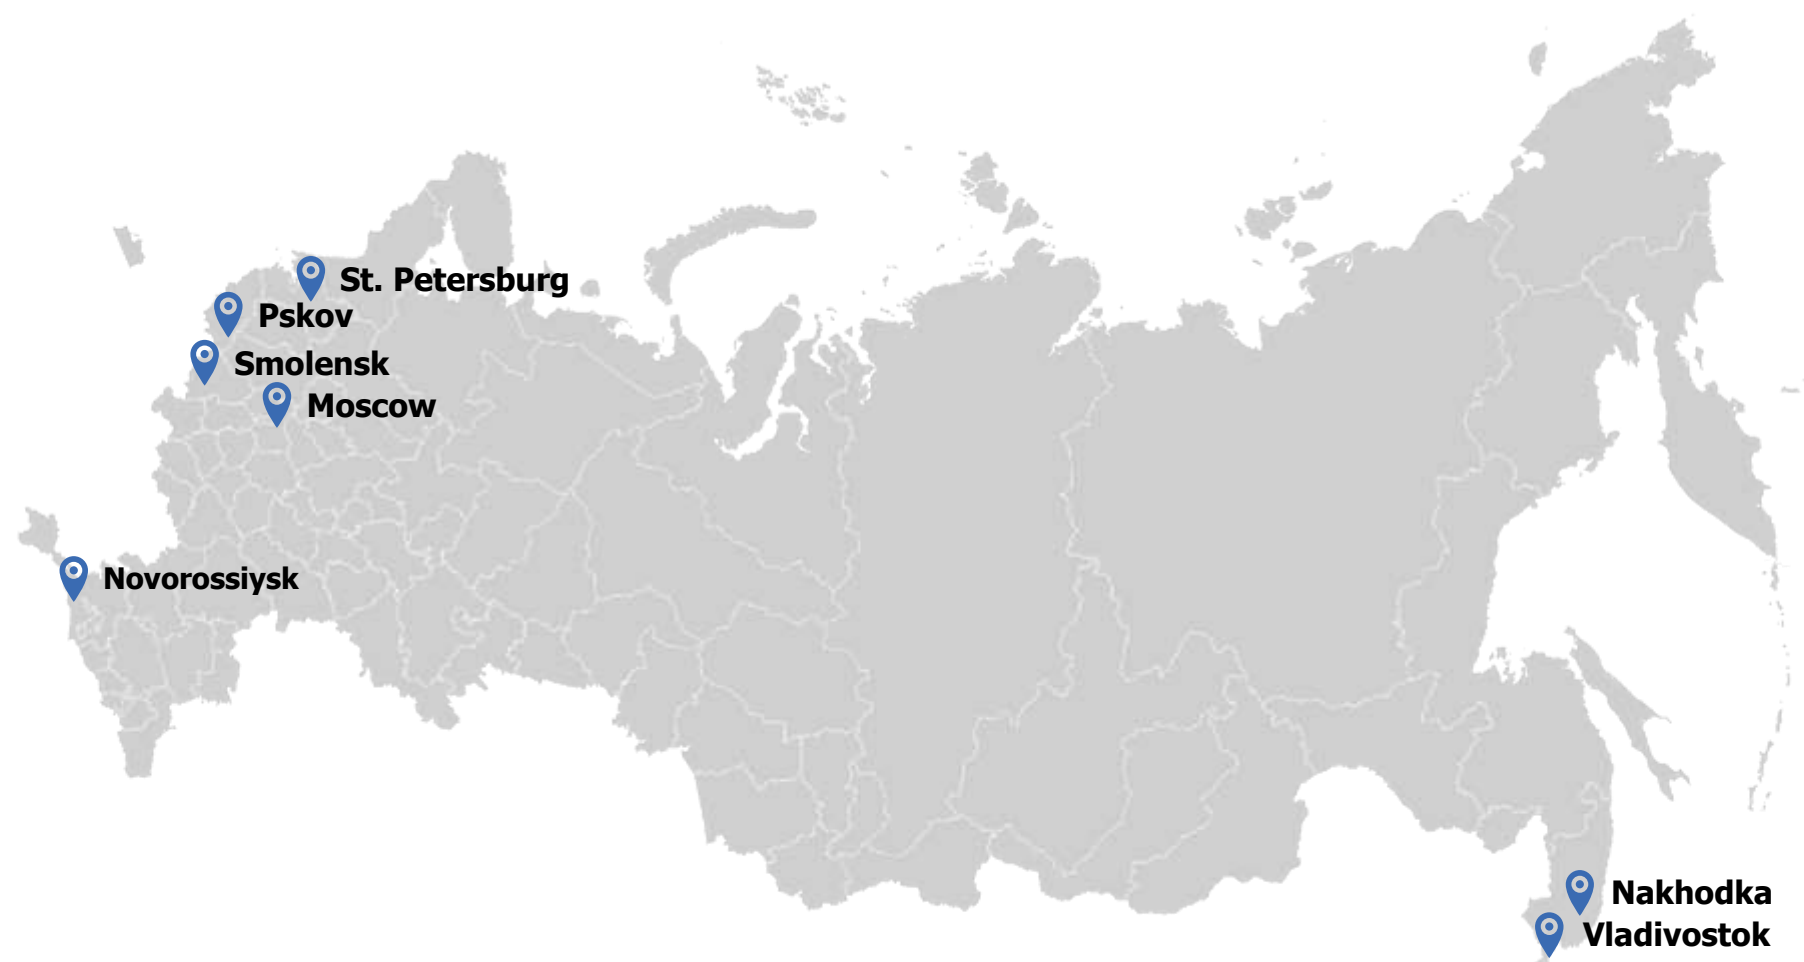 St. Petersburg
Pskov
Smolensk
Moscow
Novorossiysk
Nakhodka
Vladivostok